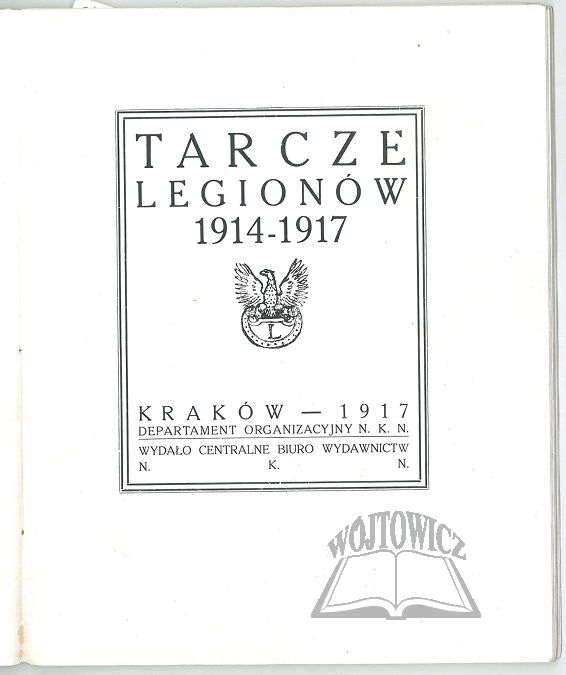 TARCZE
LEGIONÓW
1914-1917
L
KRAKÓW — 1917
DEPARTAMENT ORGANIZACYJNY N. K. N.
WYDAŁO CENTRALNE BIURO WYDAWNICTW
N. K. N.
WÓJTOWICZ